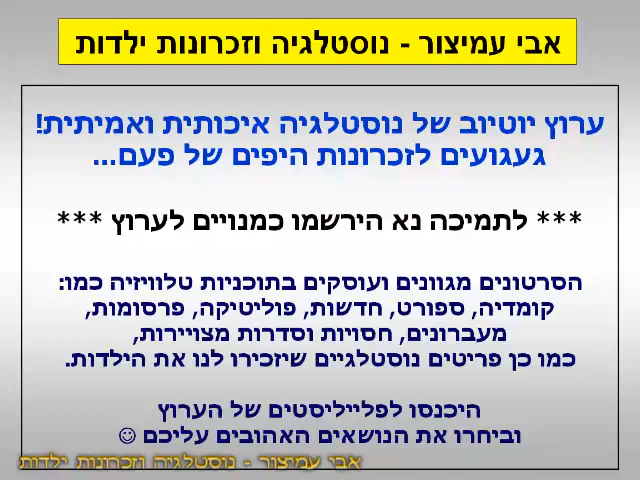 אבי עמיצור - נוסטלגיה וזכרונות ילדות
ערוץ יוטיוב של נוסטלגיה איכותית ואמיתית!
געגועים לזכרונות היפים של פעם...
*** לתמיכה נא הירשמו כמנויים לערוץ ***
הסרטונים מגוונים ועוסקים בתוכניות טלוויזיה כמו:
קומדיה, ספורט, חדשות, פוליטיקה, פרסומות,
מעברונים, חסויות וסדרות מצויירות,
כמו כן פריטים נוסטלגיים שיזכירו לנו את הילדות.
היכנסו לפלייליסטים של הערוץ
וביחרו את הנושאים האהובים עליכם ☺
אבי עמיצור - נוסטלגיה וזכרונות ילדות